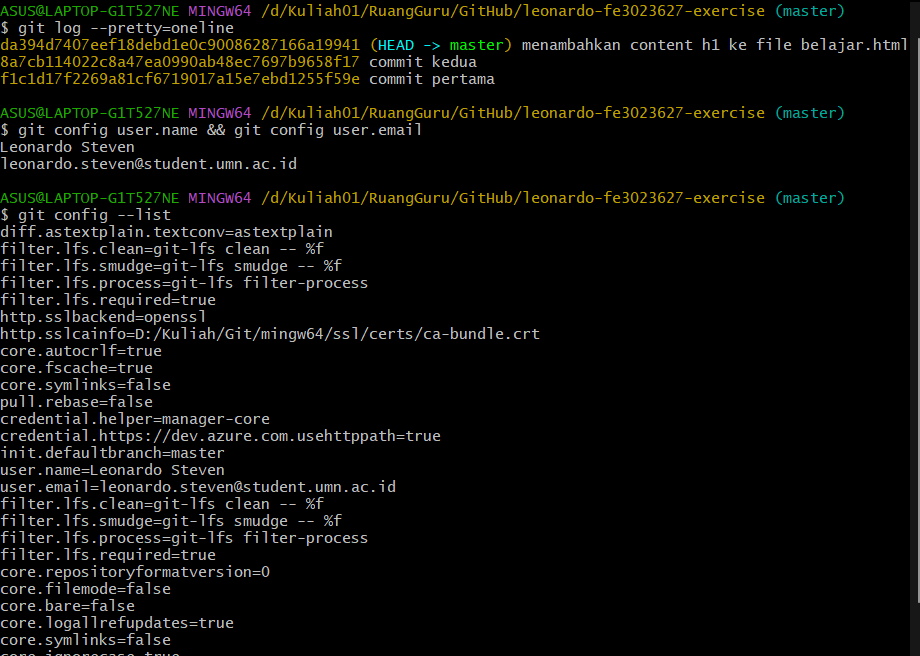 ASUS@LAPTOP-G1T527NE MINGW64 /d/Kuliah01/RuangGuru/GitHub/leonardo-fe3023627-exercise (master)
$ git log --pretty=oneline
da394d7407eef18debd1e0c90086287166a19941 (HEAD -> master) menambahkan content h1 ke file belajar.html
8a7cb114022c8a47ea0990ab48ec7697b9658f17 commit kedua
f1c1d17f2269a81cf6719017a15e7ebd1255f59e commit pertama
ASUS@LAPTOP-G1T527NE MINGW64 /d/Kuliah01/RuangGuru/GitHub/leonardo-fe3023627-exercise (master)
$ git config user.name && git config user.email
Leonardo Steven
leonardo.steven@student.umn.ac.id
ASUS@LAPTOP-G1T527NE MINGW64 /d/Kuliah01/RuangGuru/GitHub/leonardo-fe3023627-exercise (master)
$ git config --list
diff.astextplain.textconv=astextplain
filter.lfs.clean=git-lfs clean -- %f
filter.lfs.smudge=git-lfs smudge -- %f
filter.lfs.process=git-lfs filter-process
filter.lfs.required=true
http.sslbackend=openssl
http.sslcainfo=D:/Kuliah/Git/mingw64/ssl/certs/ca-bundle.crt
core.autocrlf=true
core.fscache=true
core.symlinks=false
pull.rebase=false
credential.helper=manager-core
credential.https://dev.azure.com.usehttppath=true
init.defaultbranch=master
user.name=Leonardo Steven
user.email=leonardo.steven@student.umn.ac.id
filter.lfs.clean=git-lfs clean -- %f
filter.lfs.smudge=git-lfs smudge -- %f
filter.lfs.process=git-lfs filter-process
filter.lfs.required=true
core.repositoryformatversion=0
core.filemode=false
core.bare=false
core.logallrefupdates=true
core.symlinks=false
core.ignorecase=true